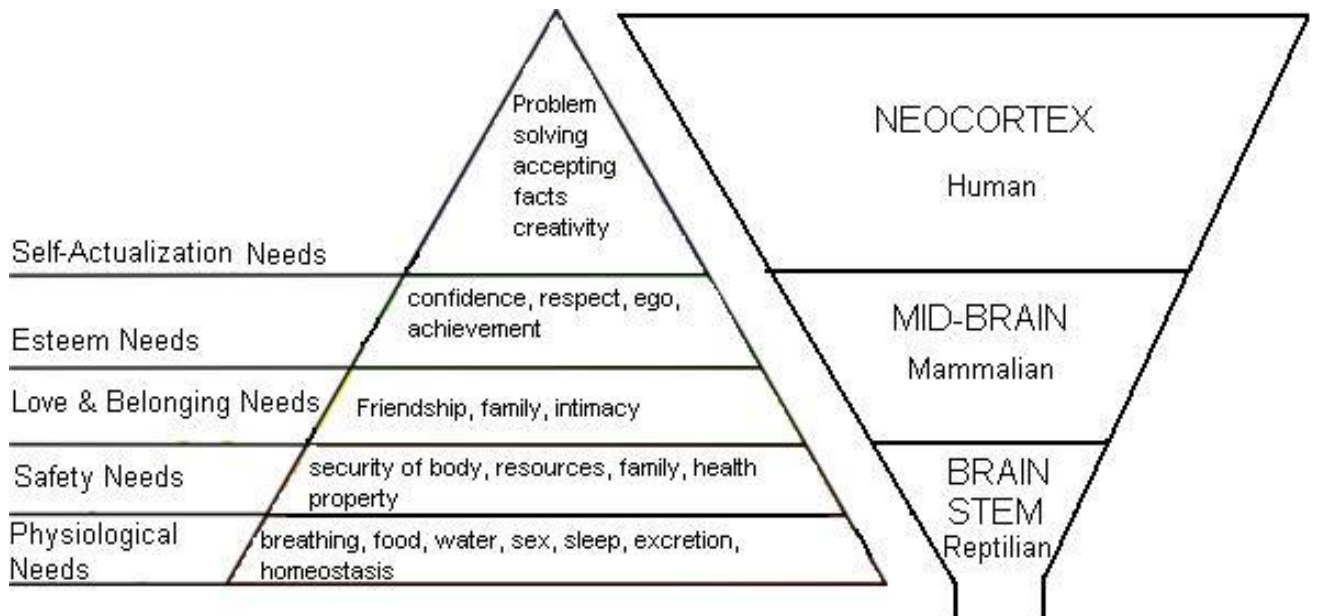 Problem
solving
accepting
facts
creativity
Self-Actualization Needs
confidence, respect, ego,
achievement
Esteem Needs
Love & Belonging Needs
Friendship, family, intimacy
Safety Needs
security of body, resources, family, health
property
Physiological
Needs
breathing, food, water, sex, sleep, excretion,
homeostasis
NEOCORTEX
Human
MID-BRAIN
Mammalian
BRAIN
STEM
Reptilian